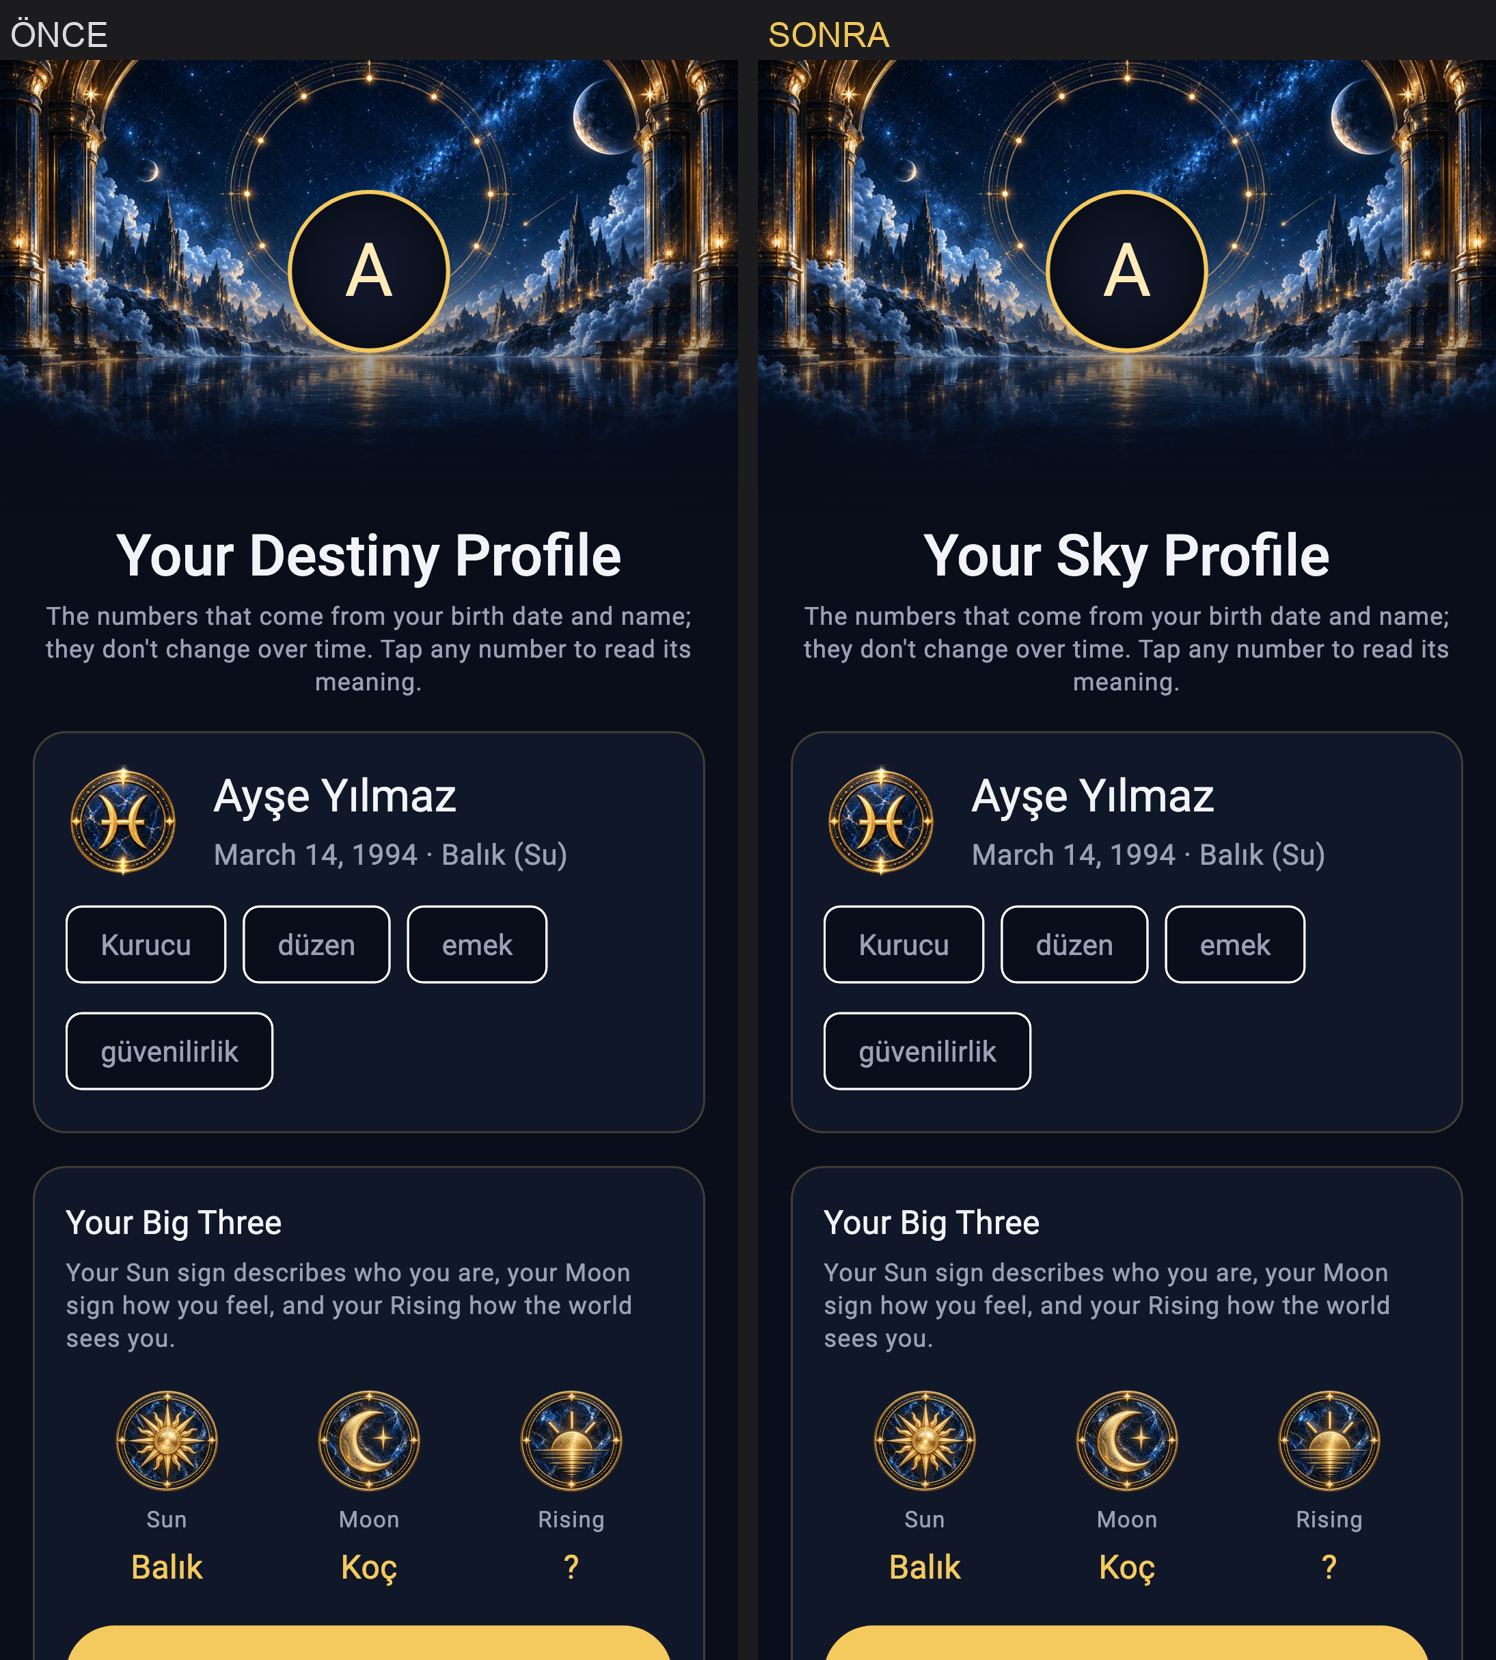 ÖNCE
A
Your Destiny Profile
The numbers that come from your birth date and name;
they don't change over time. Tap any number to read its
meaning.
Ayşe Yılmaz
March 14, 1994 · Balık (Su)
Kurucu düzen emek
güvenilirlik
Your Big Three
Your Sun sign describes who you are, your Moon
sign how you feel, and your Rising how the world
sees you.
Sun Moon Rising
Balık Koç ?
SONRA
A
Your Sky Profile
The numbers that come from your birth date and name;
they don't change over time. Tap any number to read its
meaning.
Ayşe Yılmaz
March 14, 1994 · Balık (Su)
Kurucu düzen emek
güvenilirlik
Your Big Three
Your Sun sign describes who you are, your Moon
sign how you feel, and your Rising how the world
sees you.
Sun Moon Rising
Balık Koç ?